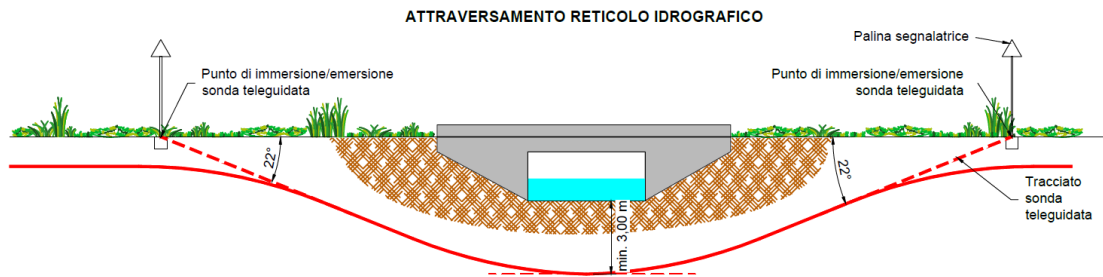 ATTRAVERSAMENTO RETICOLO IDROGRAFICO
Palina segnalatrice
Punto di immersione/emersione
sonda teleguidata
Punto di immersione/emersione
sonda teleguidata
22°
22°
min. 3,00 m
Tracciato
sonda
teleguidata